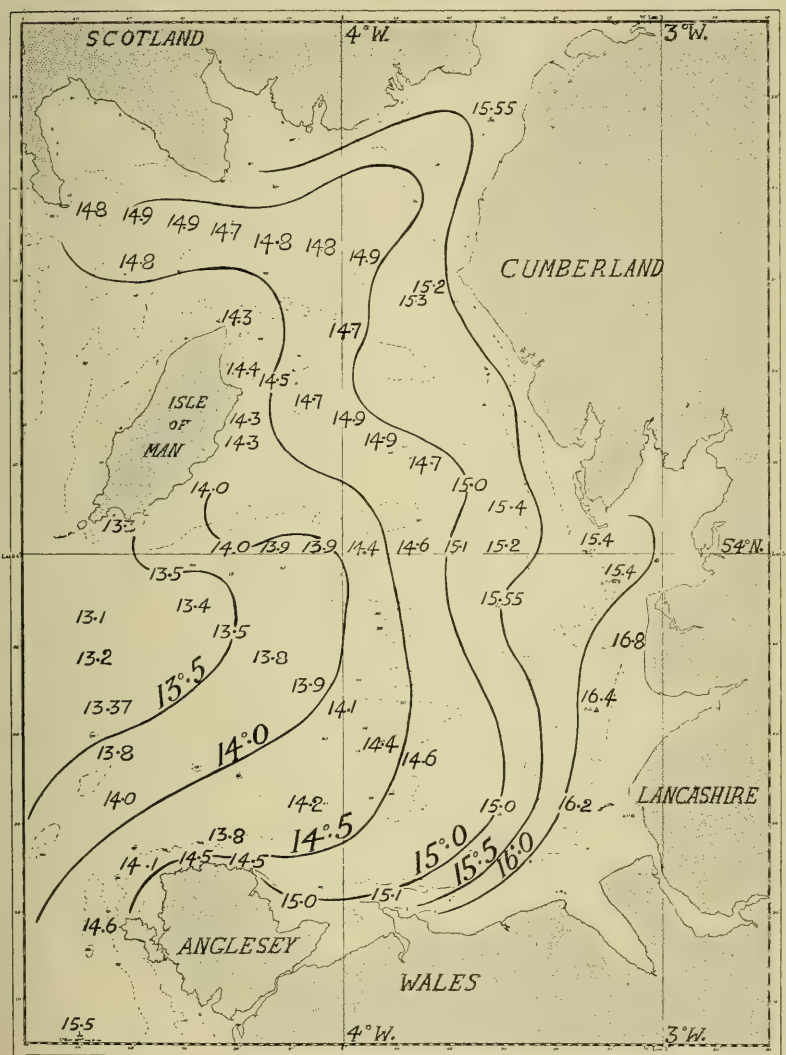 SCOTLAND
4°W.
3°W.
15·55
14·8 14·9 14·9 14·7 14·8 14·8 14·9
14·8
CUMBERLAND
15·2
15·3
14·3
14·7
14·4 14·5
ISLE
OF
MAN
14·7
14·3
14·9
14·3
14·9
14·7
14·0
15·0
15·4
14·0 13·9 13·9 14·4 14·6 15·1 15·2 15·4
54°N.
13·5
15·4
13·4
15·55
13·1
13·5
16·8
13·2
13·8
13°·5
13·9
16·4
13·37
14·1
14°·0
14·4
13·8
14·6
14·0
14·2
15·0
16·2
LANCASHIRE
13·8
14°·5
15°·0
15°·5
16°·0
14·1 14·5 14·5
15·0
15·1
14·6
ANGLESEY
WALES
15·5
4°W.
3°W.